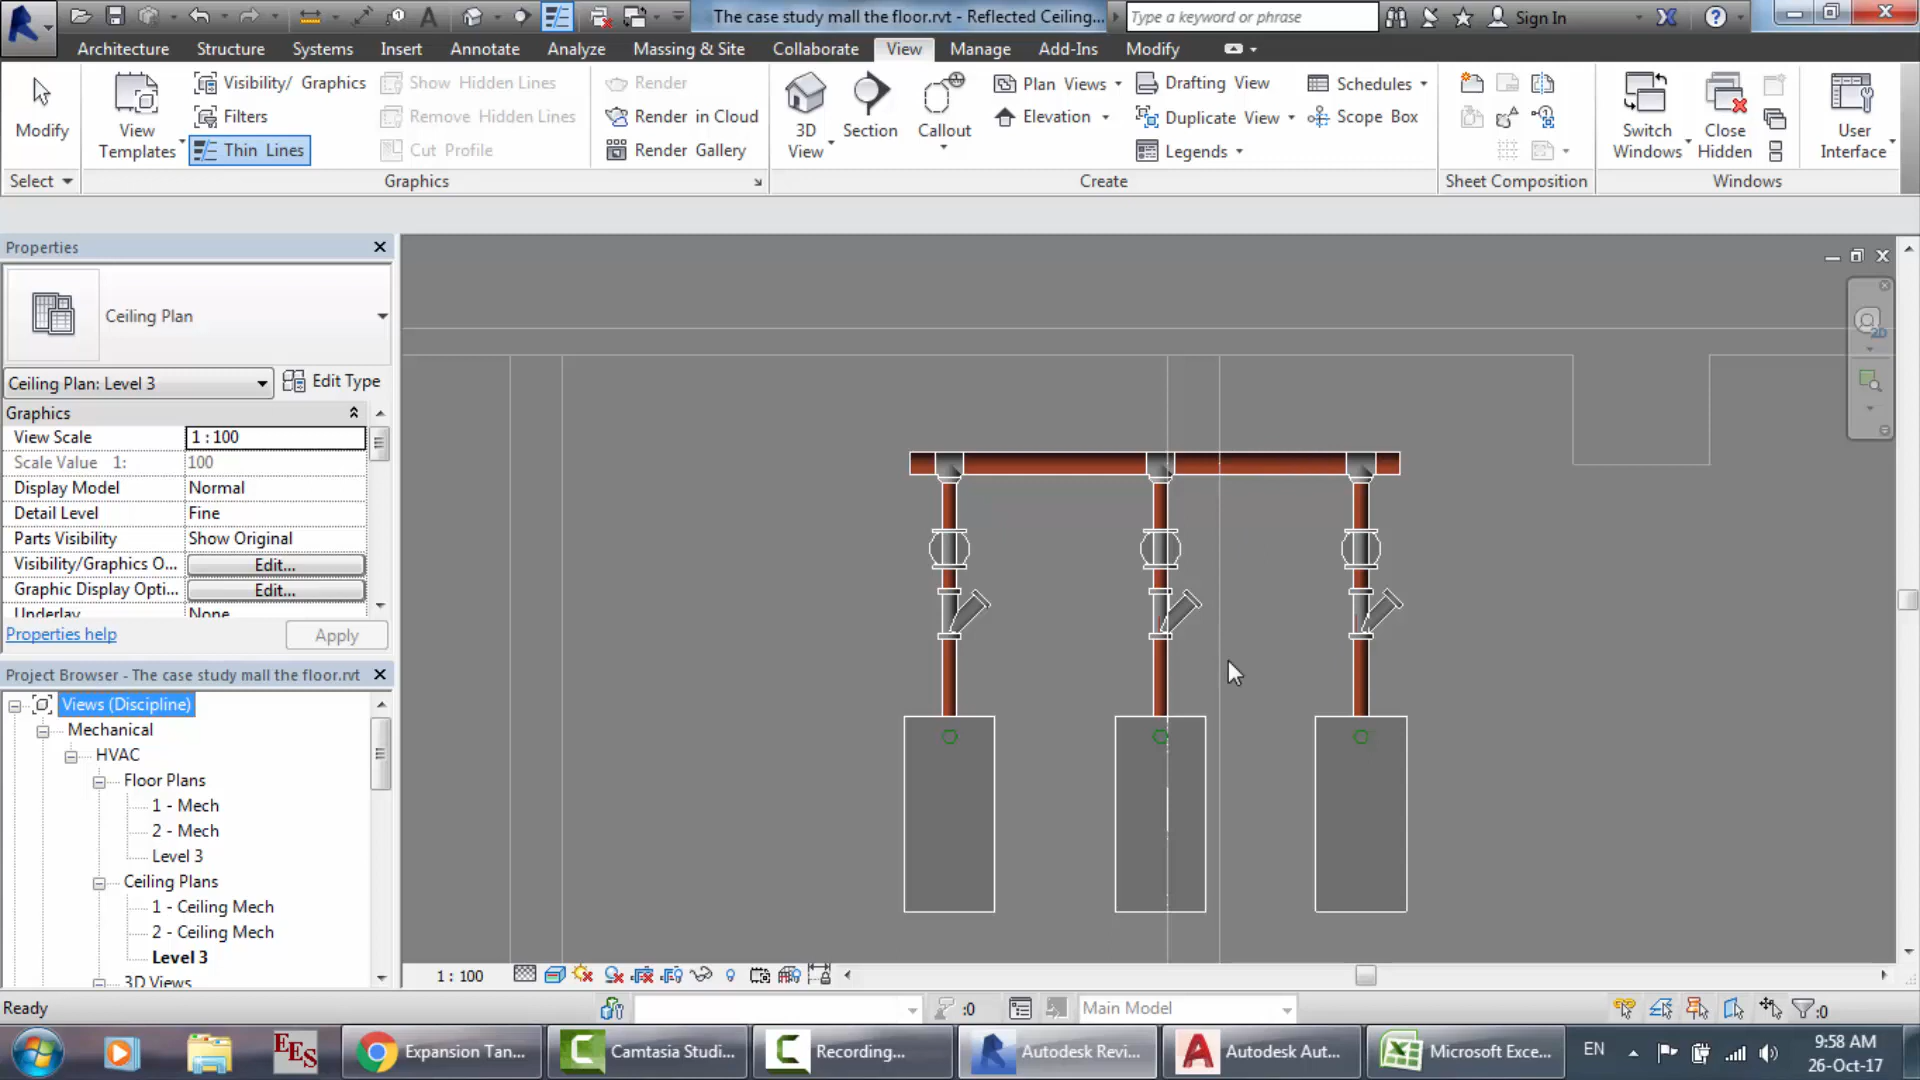 The case study mall the floor.rvt - Reflected Ceiling...
Type a keyword or phrase
Sign In
Architecture Structure Systems Insert Annotate Analyze Massing & Site Collaborate View Manage Add-Ins Modify
Modify
View Templates
Visibility/ Graphics
Filters
Thin Lines
Show Hidden Lines
Remove Hidden Lines
Cut Profile
Render
Render in Cloud
Render Gallery
3D View
Section
Callout
Plan Views
Elevation
Drafting View
Duplicate View
Legends
Schedules
Scope Box
Switch Windows
Close Hidden
User Interface
Select
Graphics
Create
Sheet Composition
Windows
Properties
Ceiling Plan
Ceiling Plan: Level 3
Edit Type
Graphics
View Scale 1 : 100
Scale Value 1: 100
Display Model Normal
Detail Level Fine
Parts Visibility Show Original
Visibility/Graphics O... Edit...
Graphic Display Opti... Edit...
Underlay None
Properties help
Apply
Project Browser - The case study mall the floor.rvt
Views (Discipline)
Mechanical
HVAC
Floor Plans
1 - Mech
2 - Mech
Level 3
Ceiling Plans
1 - Ceiling Mech
2 - Ceiling Mech
Level 3
3D Views
2D
1 : 100
Ready
:0
Main Model
:0
EES
Expansion Tan...
Camtasia Studi...
Recording...
Autodesk Revi...
Autodesk Aut...
Microsoft Exce...
EN
9:58 AM
26-Oct-17